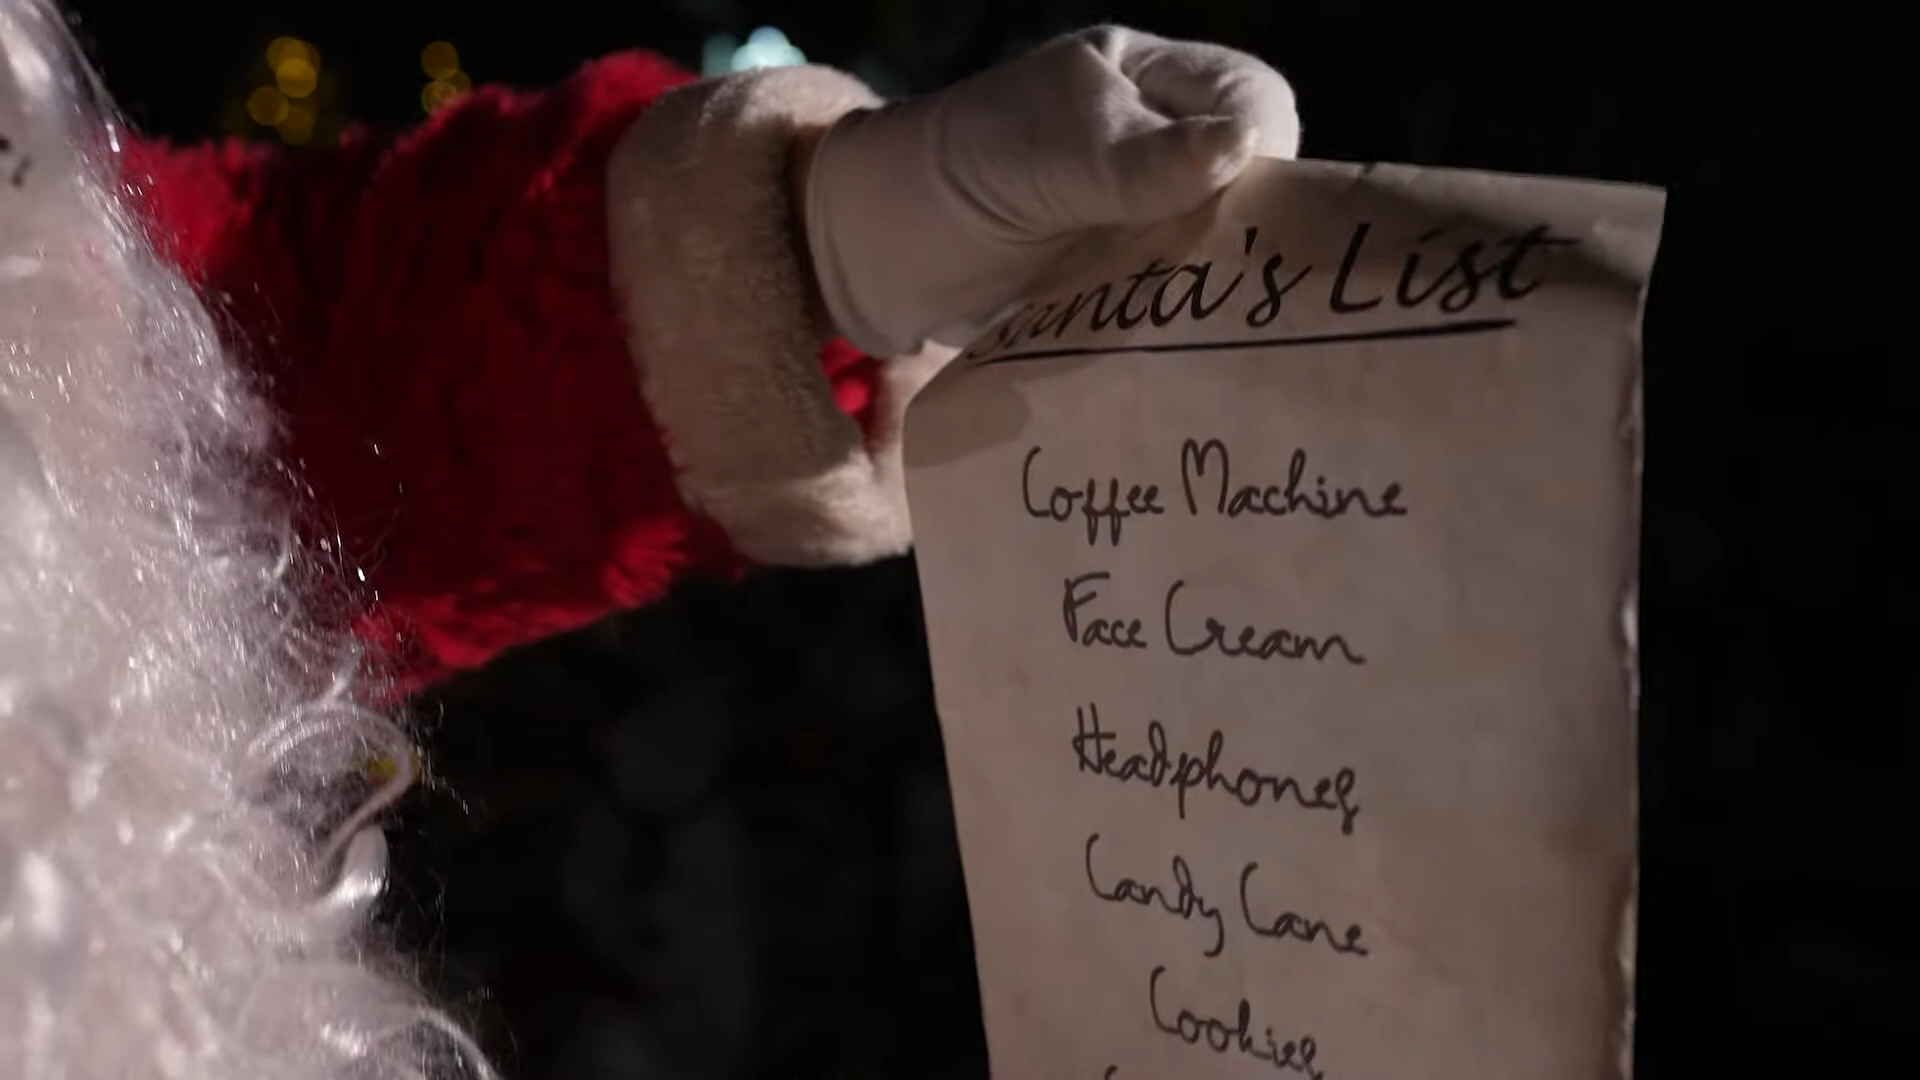 Santa's List
Coffee Machine
Face Cream
Headphones
Candy Cane
Cookies